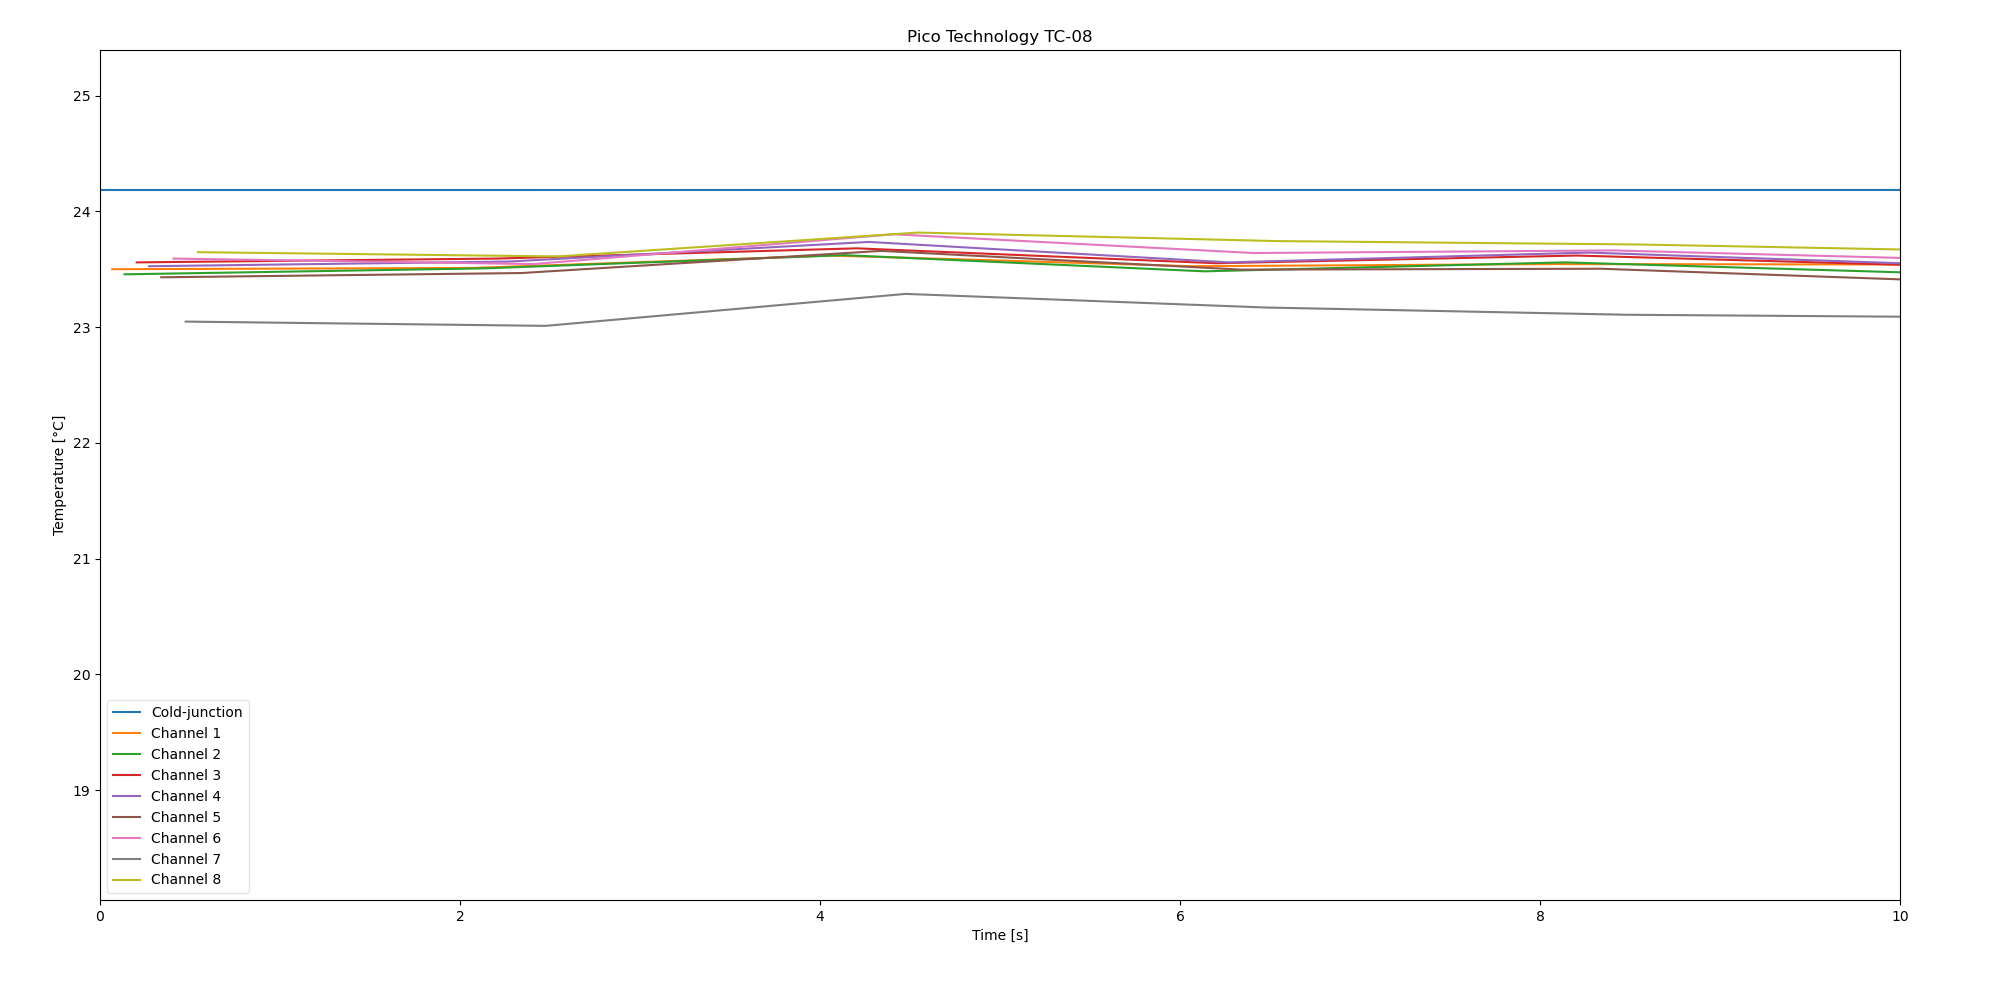 Pico Technology TC-08
25
24
23
22
21
20
19
Temperature [°C]
Cold-junction
Channel 1
Channel 2
Channel 3
Channel 4
Channel 5
Channel 6
Channel 7
Channel 8
0 2 4 6 8 10
Time [s]